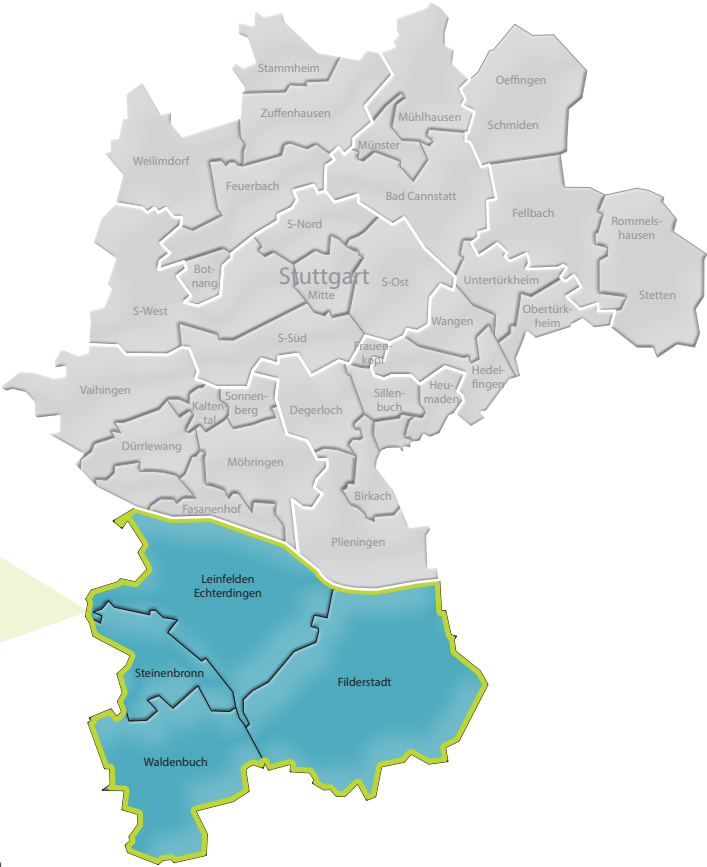 Stammheim
Oeffingen
Zuffenhausen
Mühlhausen
Schmiden
Münster
Weilimdorf
Feuerbach
Bad Cannstatt
Fellbach
Rommels-
hausen
S-Nord
Bot-
nang
Stuttgart
Mitte
S-Ost
Untertürkheim
Stetten
S-West
Wangen
Obertürk-
heim
S-Süd
Frauen-
kopf
Hedel-
fingen
Vaihingen
Kalten-
tal
Sonnen-
berg
Degerloch
Sillen-
buch
Heu-
maden
Dürrlewang
Möhringen
Birkach
Fasanenhof
Plieningen
Leinfelden
Echterdingen
Steinenbronn
Filderstadt
Waldenbuch